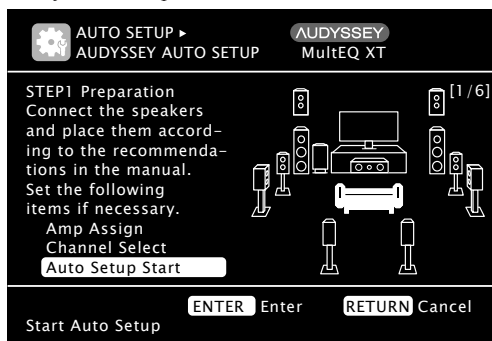 AUTO SETUP ▸
AUDYSSEY AUTO SETUP
AUDYSSEY
MultEQ XT
[1/6]
STEP1 Preparation
Connect the speakers
and place them accord-
ing to the recommenda-
tions in the manual.
Set the following
items if necessary.
Amp Assign
Channel Select
Auto Setup Start
ENTER Enter RETURN Cancel
Start Auto Setup